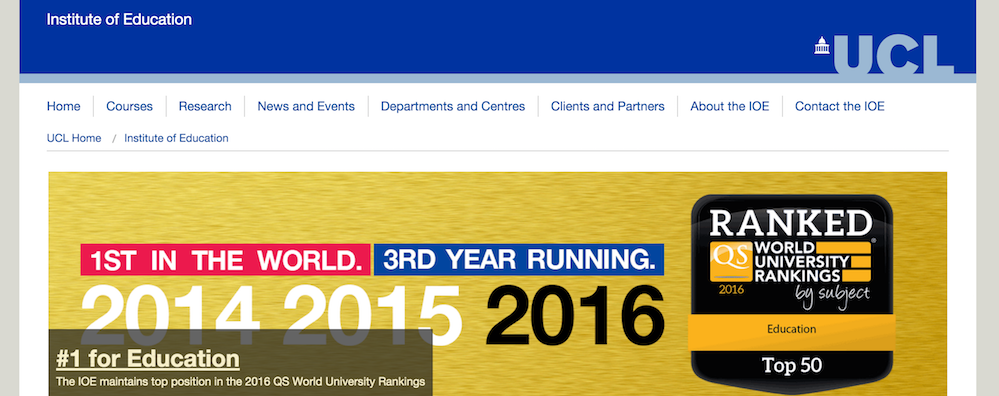 Institute of Education
UCL
Home Courses Research News and Events Departments and Centres Clients and Partners About the IOE Contact the IOE
UCL Home / Institute of Education
1ST IN THE WORLD. 3RD YEAR RUNNING.
2014 2015 2016
#1 for Education
The IOE maintains top position in the 2016 QS World University Rankings
RANKED
QS WORLD
UNIVERSITY
RANKINGS ®
2016 by subject
Education
Top 50